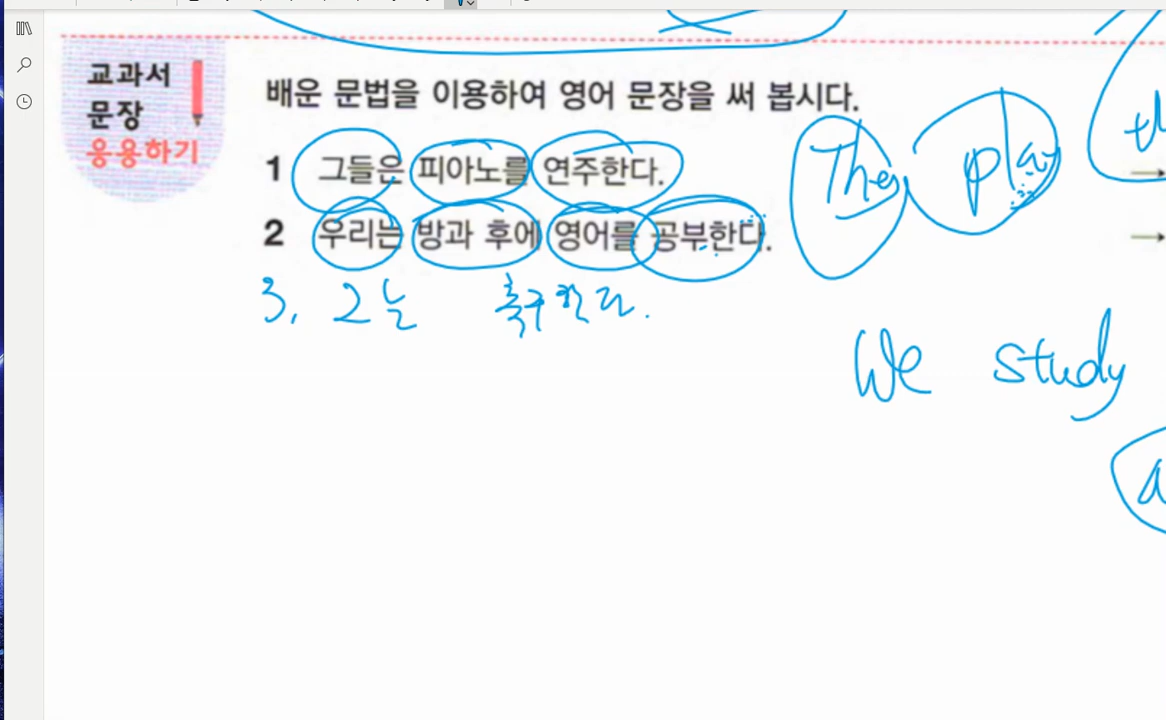 교과서
문장
응용하기
배운 문법을 이용하여 영어 문장을 써 봅시다.
1 그들은 피아노를 연주한다.
They play
2 우리는 방과 후에 영어를 공부한다.
3, 그는 축구한다.
We study